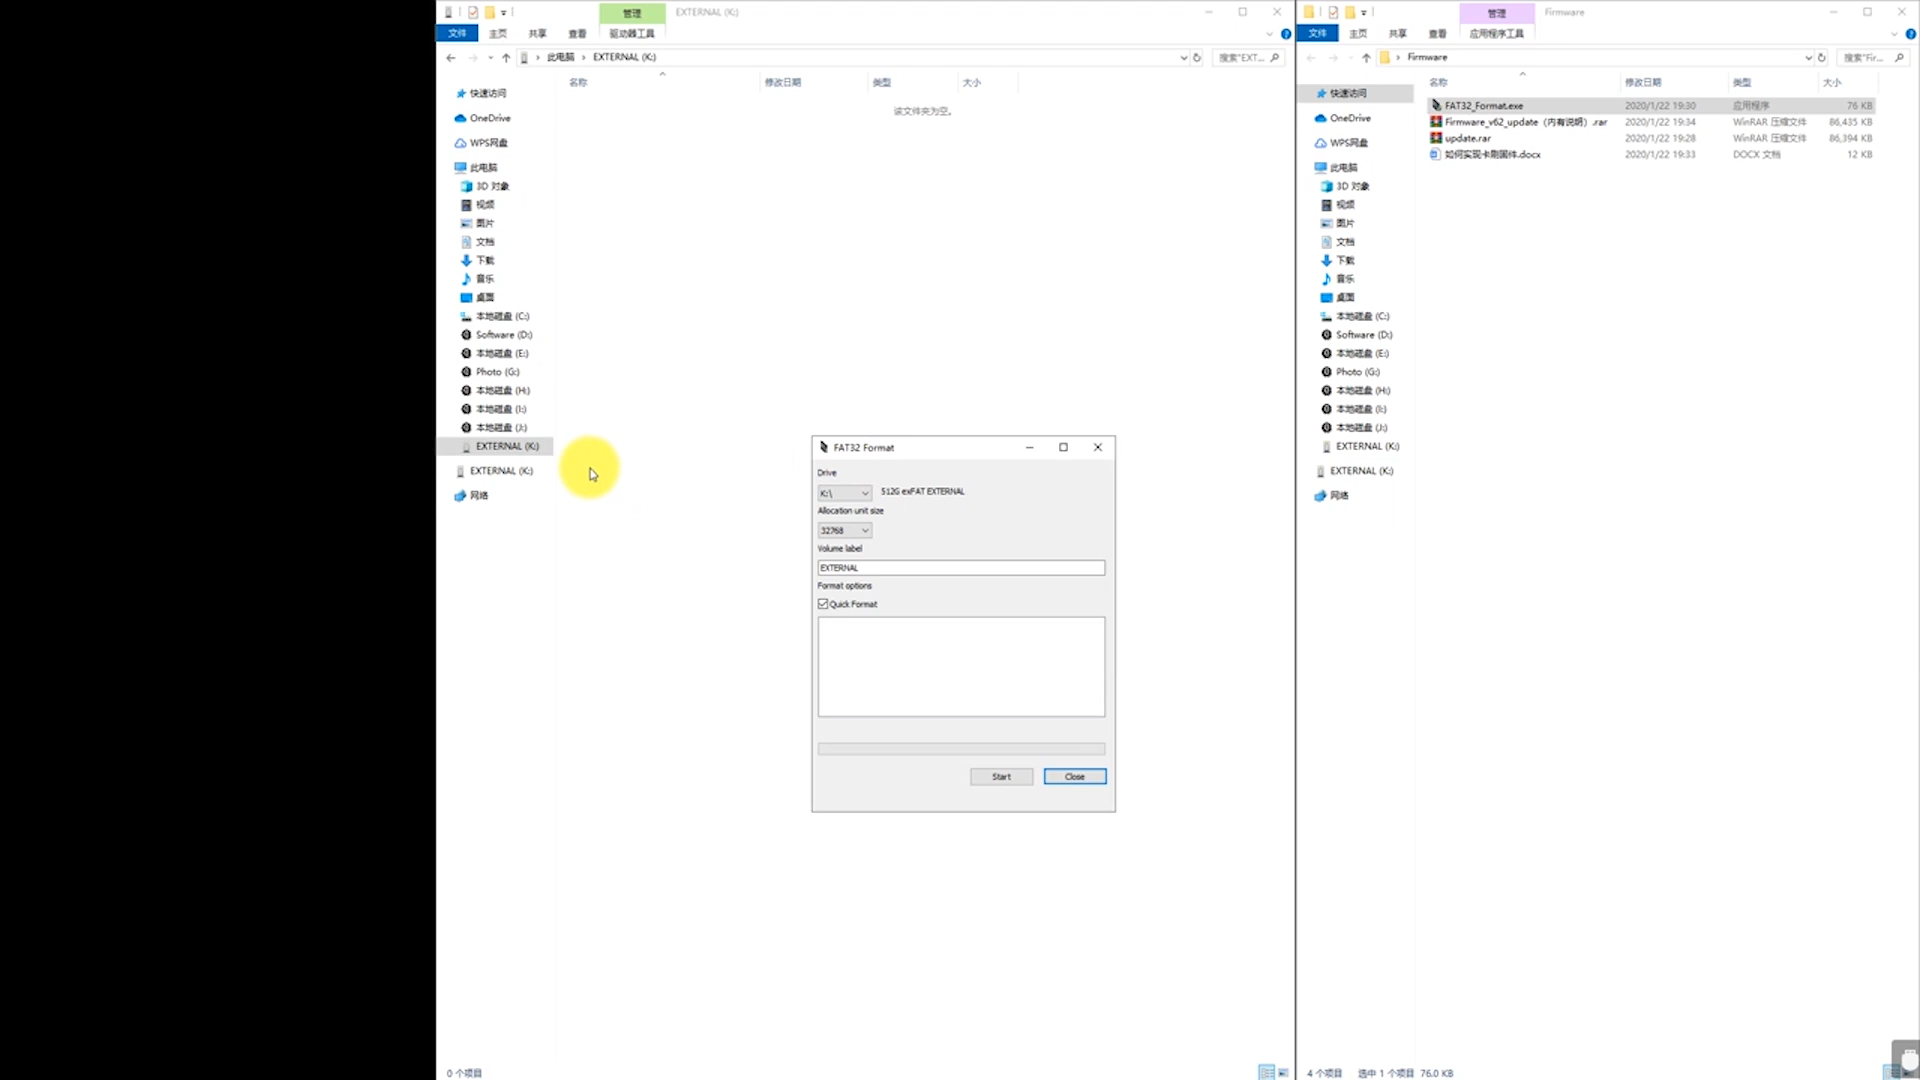 管理
EXTERNAL (K:)
文件
主页
共享
查看
驱动器工具
此电脑
EXTERNAL (K:)
搜索"EXT...
名称
修改日期
类型
大小
该文件夹为空。
快速访问
OneDrive
WPS网盘
此电脑
3D 对象
视频
图片
文档
下载
音乐
桌面
本地磁盘 (C:)
Software (D:)
本地磁盘 (E:)
Photo (G:)
本地磁盘 (H:)
本地磁盘 (I:)
本地磁盘 (J:)
EXTERNAL (K:)
EXTERNAL (K:)
网络
0 个项目
FAT32 Format
Drive
K:\
512G exFAT EXTERNAL
Allocation unit size
32768
Volume label
EXTERNAL
Format options
Quick Format
Start
Close
管理
Firmware
文件
主页
共享
查看
应用程序工具
Firmware
搜索"Fir...
名称
修改日期
类型
大小
FAT32_Format.exe 2020/1/22 19:30 应用程序 76 KB
Firmware_v62_update（内有说明）.rar 2020/1/22 19:34 WinRAR 压缩文件 86,435 KB
update.rar 2020/1/22 19:28 WinRAR 压缩文件 86,394 KB
如何实现卡刷固件.docx 2020/1/22 19:33 DOCX 文档 12 KB
快速访问
OneDrive
WPS网盘
此电脑
3D 对象
视频
图片
文档
下载
音乐
桌面
本地磁盘 (C:)
Software (D:)
本地磁盘 (E:)
Photo (G:)
本地磁盘 (H:)
本地磁盘 (I:)
本地磁盘 (J:)
EXTERNAL (K:)
EXTERNAL (K:)
网络
4 个项目
选中 1 个项目 76.0 KB